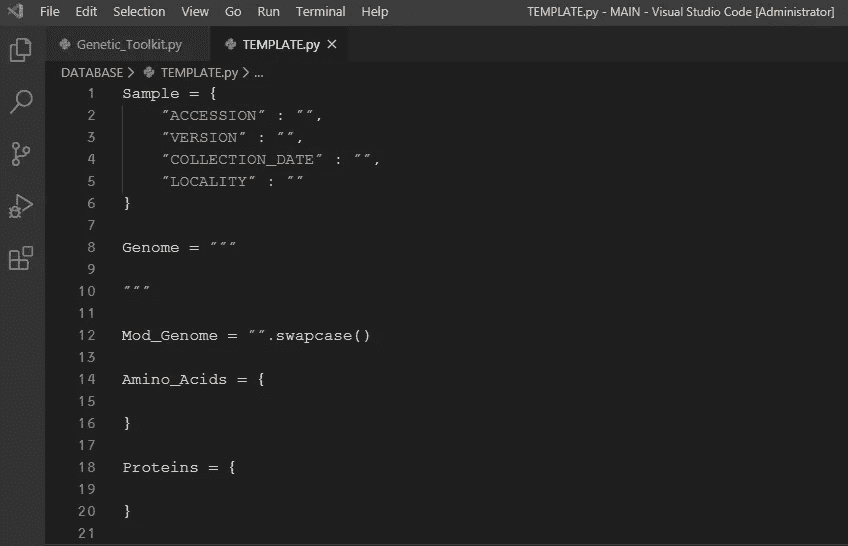 File Edit Selection View Go Run Terminal Help TEMPLATE.py - MAIN - Visual Studio Code [Administrator]
Genetic_Toolkit.py TEMPLATE.py ×
DATABASE > TEMPLATE.py > ...
1 Sample = {
2 "ACCESSION" : "",
3 "VERSION" : "",
4 "COLLECTION_DATE" : "",
5 "LOCALITY" : ""
6 }
7
8 Genome = """
9
10 """
11
12 Mod_Genome = "".swapcase()
13
14 Amino_Acids = {
15
16 }
17
18 Proteins = {
19
20 }
21